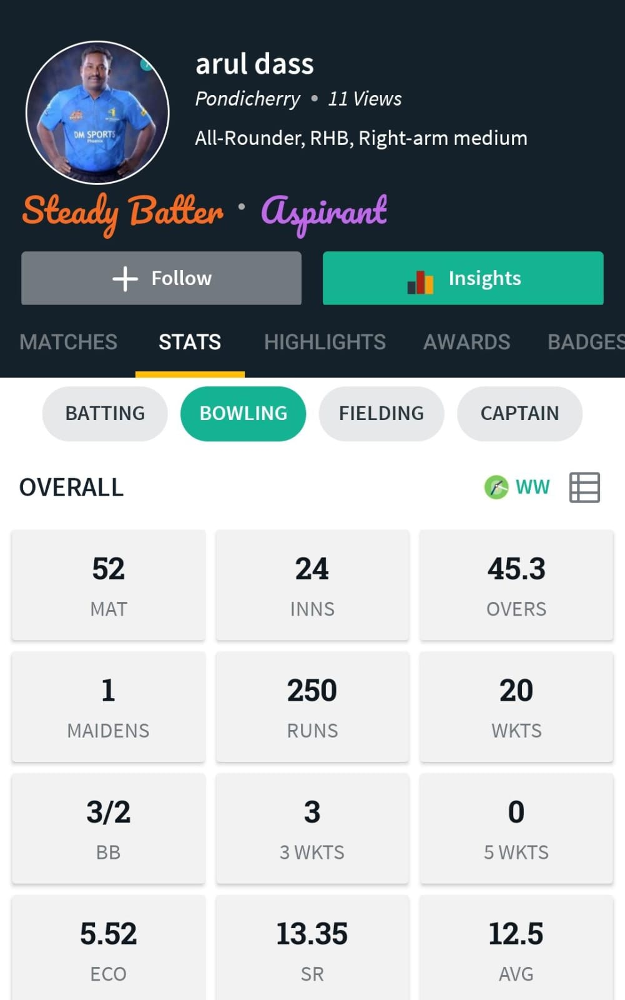 arul dass
Pondicherry • 11 Views
All-Rounder, RHB, Right-arm medium
DM SPORTS
Phoenix
Steady Batter • Aspirant
+ Follow
Insights
MATCHES STATS HIGHLIGHTS AWARDS BADGES
BATTING BOWLING FIELDING CAPTAIN
OVERALL
WW
52 24 45.3
MAT INNS OVERS
1 250 20
MAIDENS RUNS WKTS
3/2 3 0
BB 3 WKTS 5 WKTS
5.52 13.35 12.5
ECO SR AVG